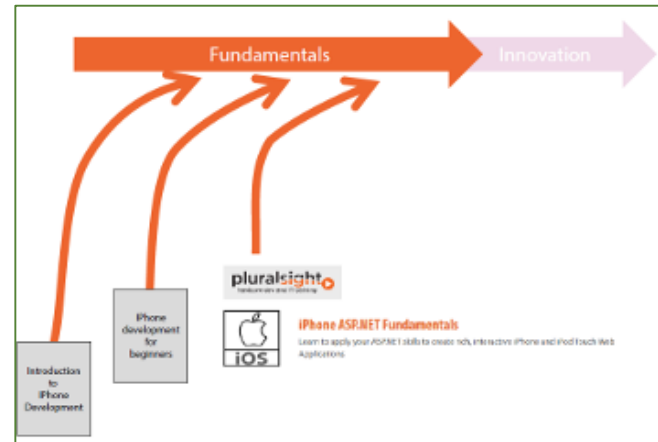 Fundamentals
Innovation
pluralsight
iPhone
development
for
beginners
iOS
iPhone ASP.NET Fundamentals
Learn to apply your ASP.NET skills to create rich, interactive iPhone and iPod Touch Web
Applications
Introduction
to
iPhone
Development